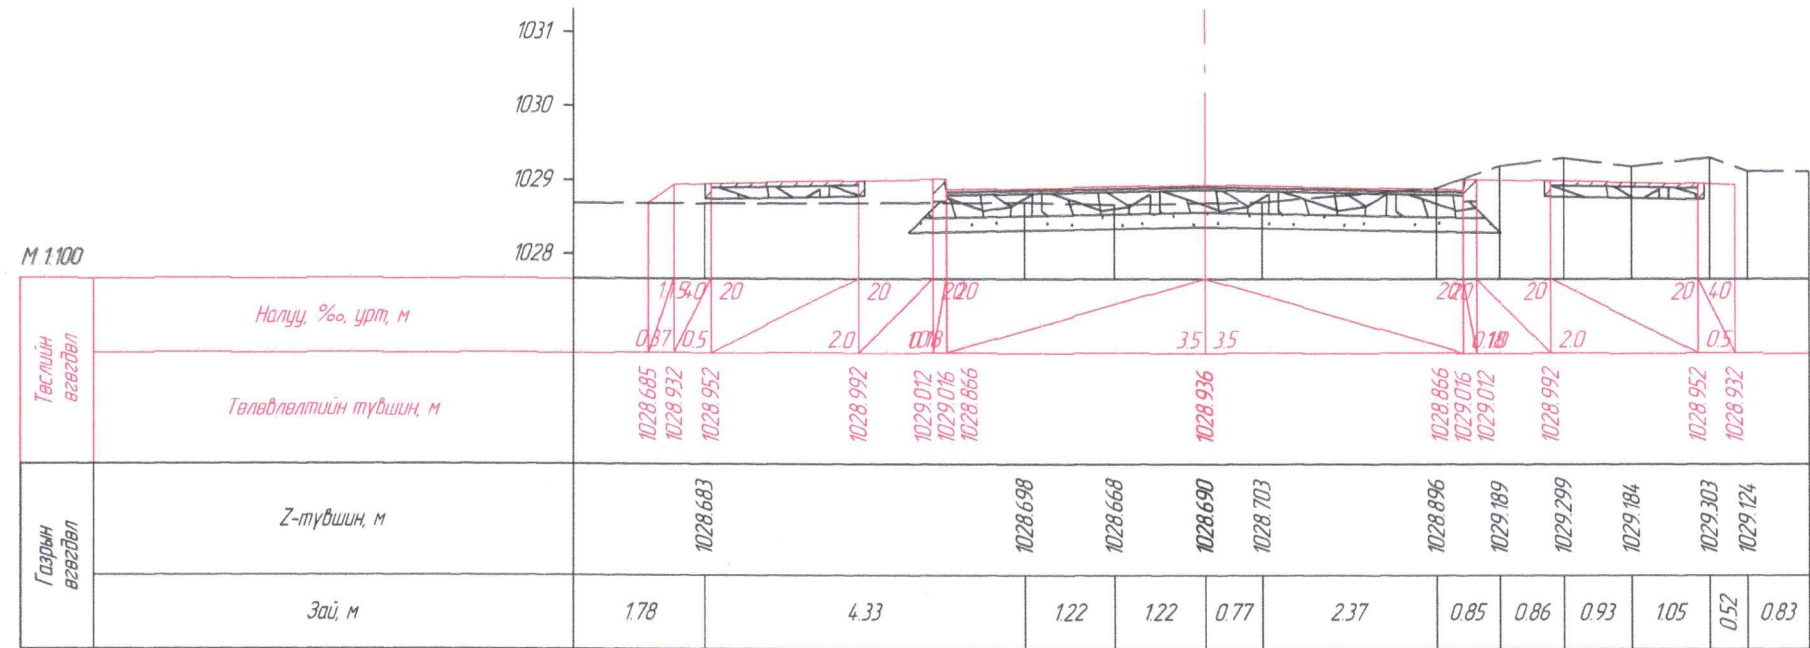 1031
1030
1029
1028
М 1:100
Төслийн өгөгдөл
Налуу, ‰, урт, м
40 20 20 20 20 20 20 40
0.37 0.5 2.0 3.5 3.5 2.0 0.5
Төлөвлөлтийн түвшин, м
1028.685 1028.932 1028.952 1028.992 1029.012 1029.016 1028.866 1028.936 1028.866 1029.016 1029.012 1028.992 1028.952 1028.932
Газрын өгөгдөл
Z-түвшин, м
1028.683 1028.698 1028.668 1028.690 1028.703 1028.896 1029.189 1029.299 1029.184 1029.303 1029.124
Зай, м
1.78 4.33 1.22 1.22 0.77 2.37 0.85 0.86 0.93 1.05 0.52 0.83